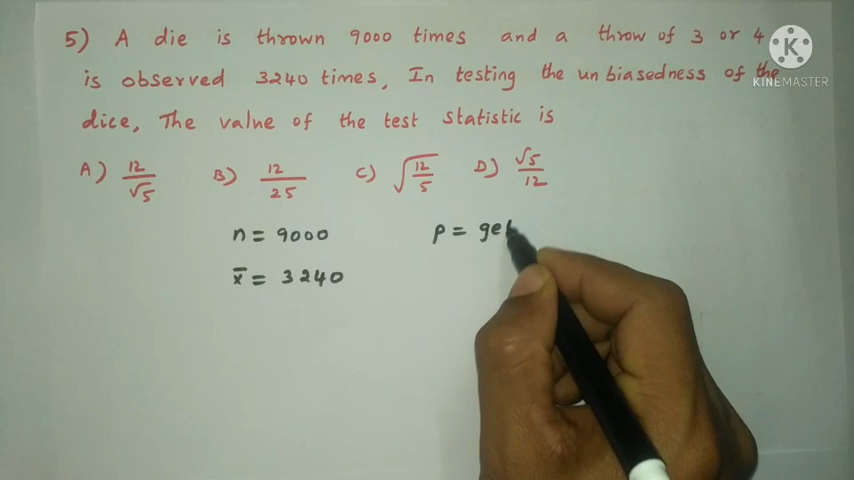 5) A die is thrown 9000 times and a throw of 3 or 4
is observed 3240 times, In testing the unbiasedness of the
dice, The value of the test statistic is
A) 12/√5 B) 12/25 C) √12/5 D) √5/12
n = 9000 p = get
x̄ = 3240
K
KINEMASTER